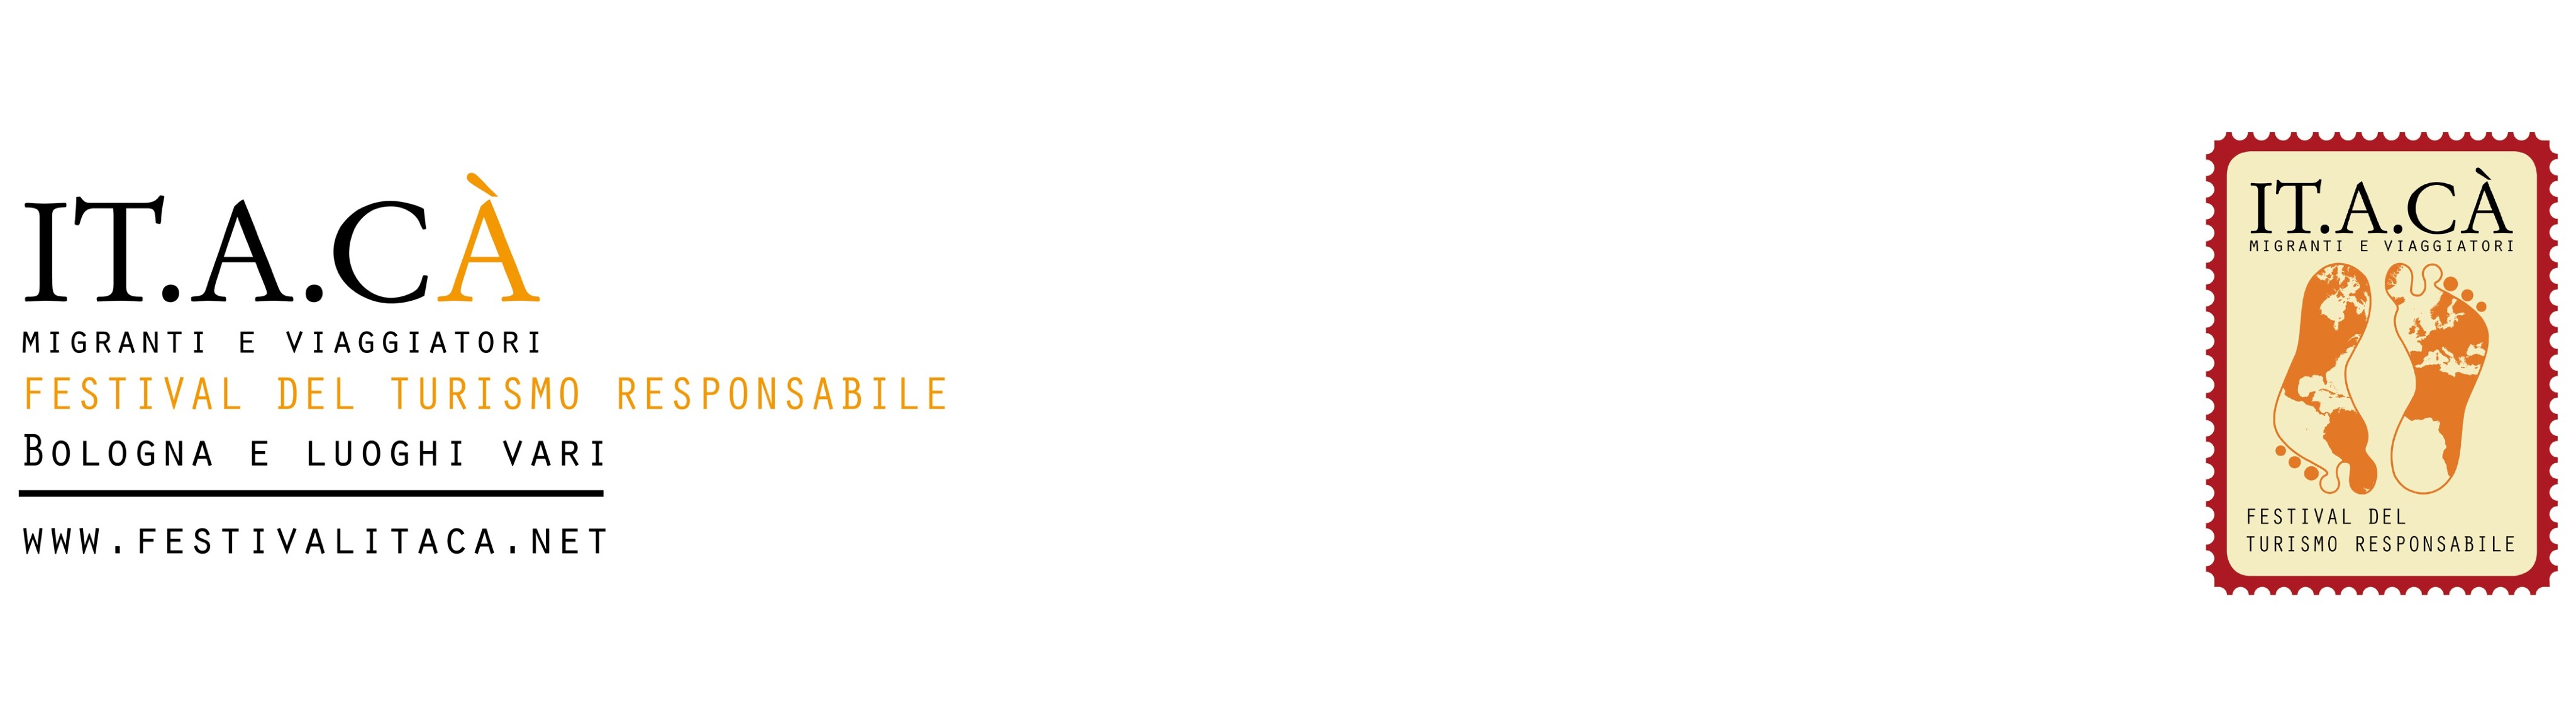 IT.A.CÀ
MIGRANTI E VIAGGIATORI
FESTIVAL DEL TURISMO RESPONSABILE
BOLOGNA E LUOGHI VARI
WWW.FESTIVALITACA.NET
IT.A.CÀ
MIGRANTI E VIAGGIATORI
FESTIVAL DEL
TURISMO RESPONSABILE